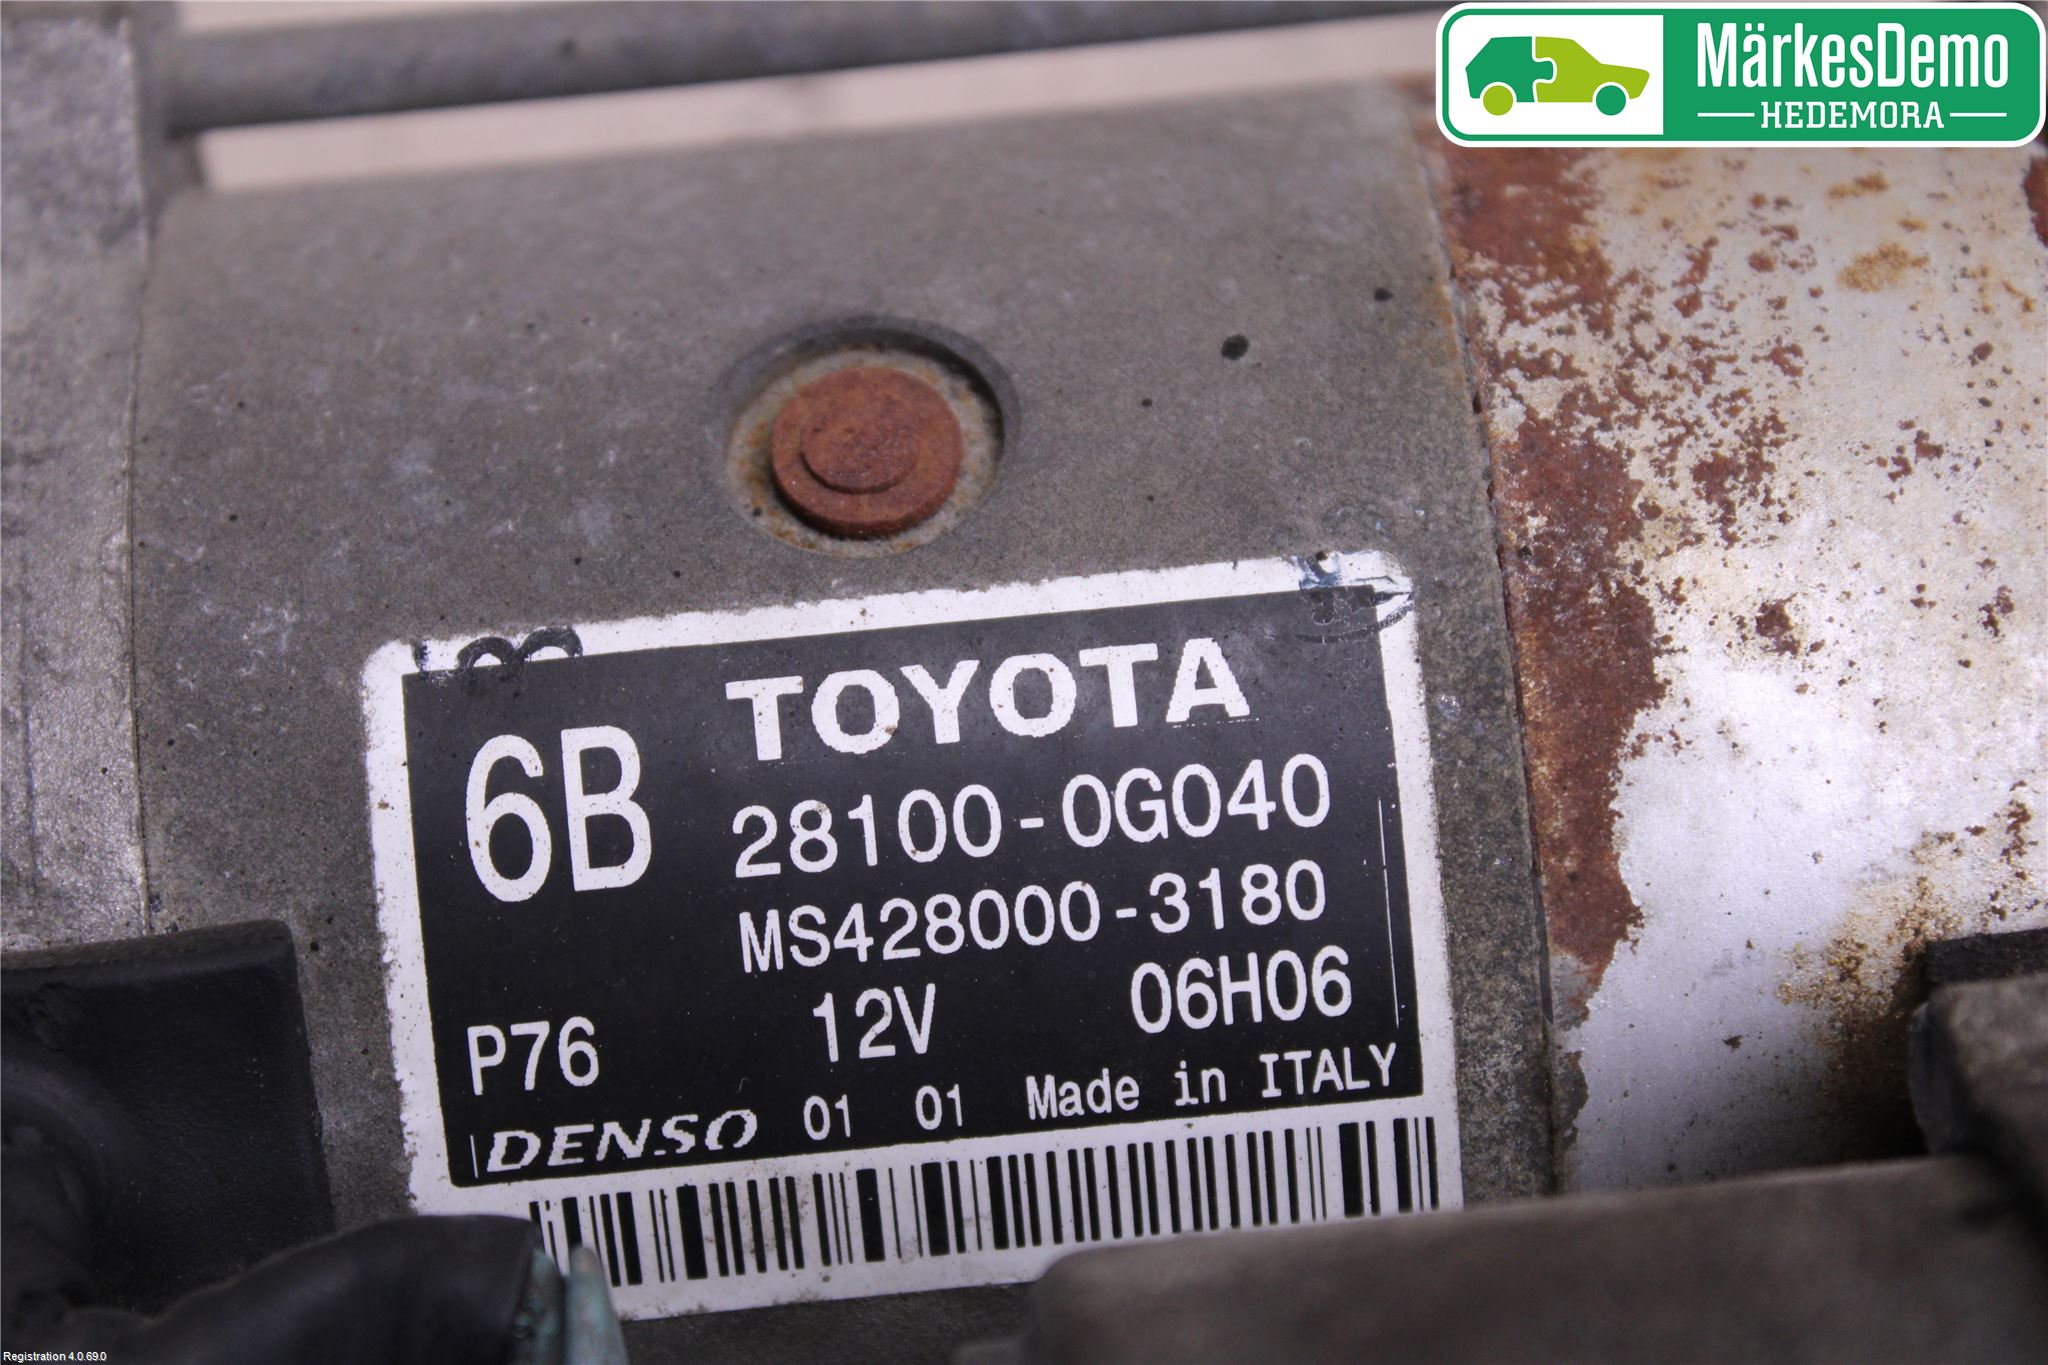 MärkesDemo
HEDEMORA
TOYOTA
6B
28100-0G040
MS428000-3180
P76 12V 06H06
DENSO 01 01 Made in ITALY
Registration 4.0.69.0